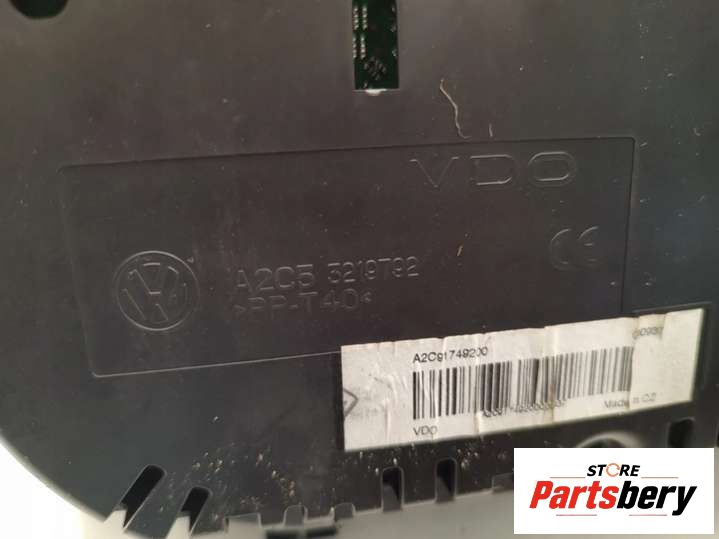 VDO
A2C5 3219792
>PP-T40<
CE
A2C91749200
VDO
Made in CZ
STORE
Partsbery